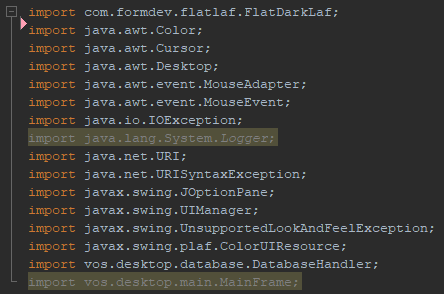 import com.formdev.flatlaf.FlatDarkLaf;
import java.awt.Color;
import java.awt.Cursor;
import java.awt.Desktop;
import java.awt.event.MouseAdapter;
import java.awt.event.MouseEvent;
import java.io.IOException;
import java.lang.System.Logger;
import java.net.URI;
import java.net.URISyntaxException;
import javax.swing.JOptionPane;
import javax.swing.UIManager;
import javax.swing.UnsupportedLookAndFeelException;
import javax.swing.plaf.ColorUIResource;
import vos.desktop.database.DatabaseHandler;
import vos.desktop.main.MainFrame;